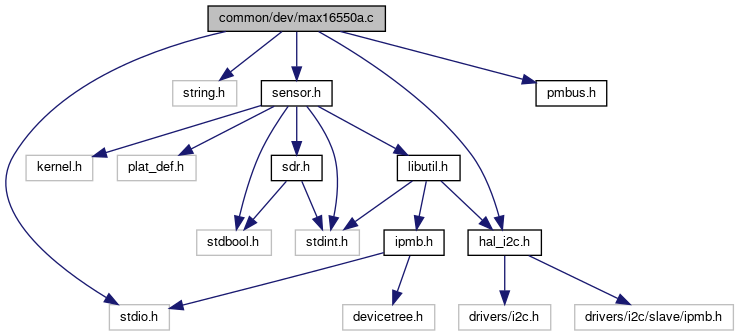 common/dev/max16550a.c
string.h
sensor.h
pmbus.h
kernel.h
plat_def.h
sdr.h
libutil.h
stdbool.h
stdint.h
ipmb.h
hal_i2c.h
stdio.h
devicetree.h
drivers/i2c.h
drivers/i2c/slave/ipmb.h